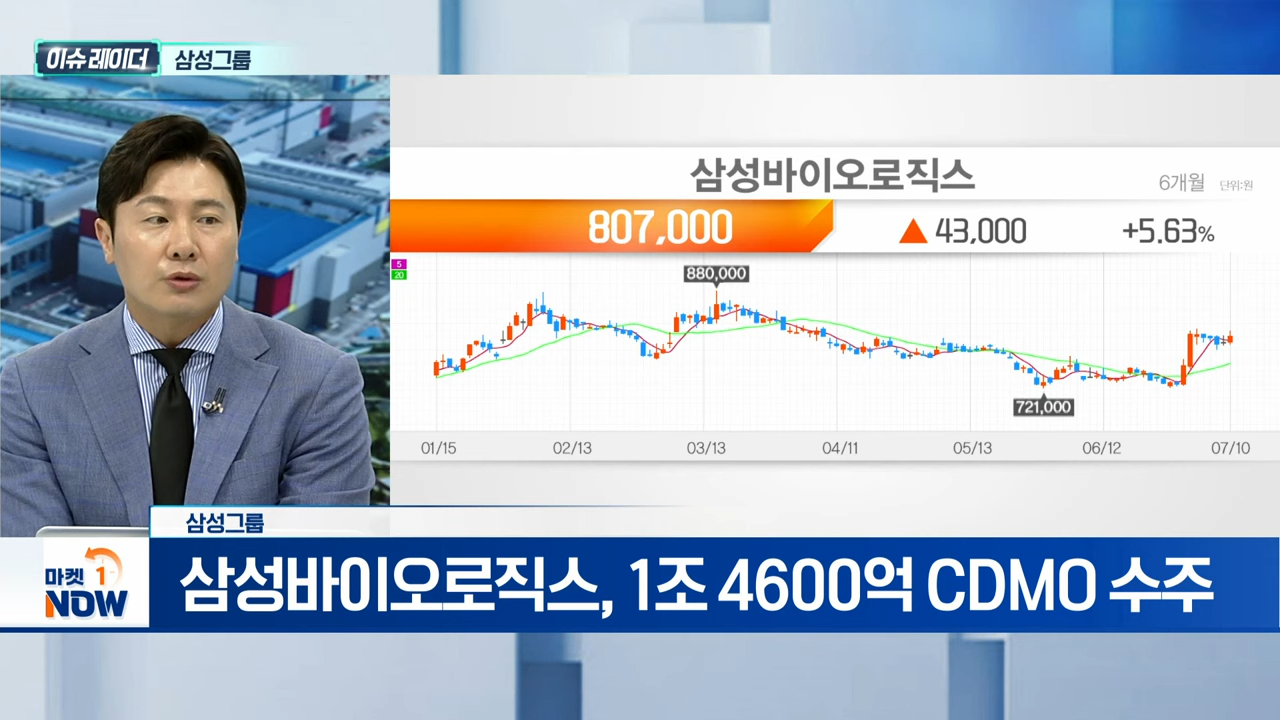 이슈 레이더 삼성그룹
삼성바이오로직스
6개월 단위:원
807,000 ▲ 43,000 +5.63%
5
20
880,000
721,000
01/15 02/13 03/13 04/11 05/13 06/12 07/10
삼성그룹
마켓 1
NOW
삼성바이오로직스, 1조 4600억 CDMO 수주